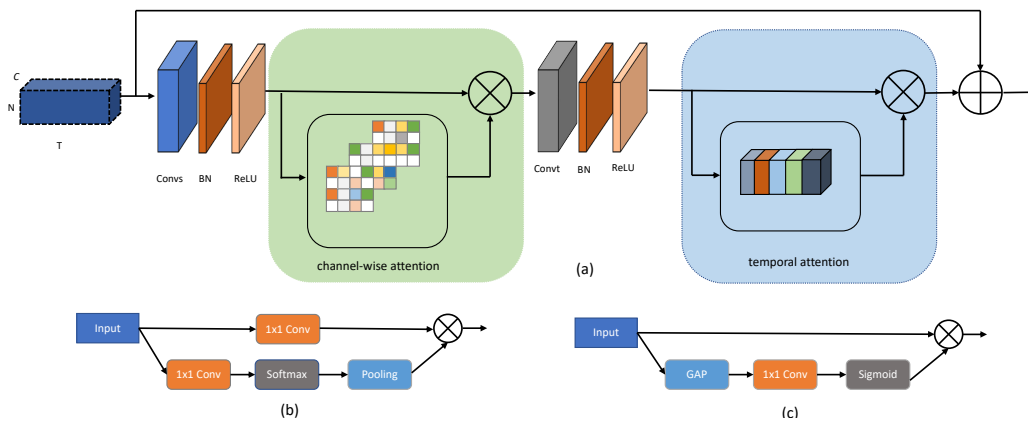 C
N
T
Convs
BN
ReLU
channel-wise attention
Convt
BN
ReLU
temporal attention
(a)
Input
1x1 Conv
1x1 Conv
Softmax
Pooling
(b)
Input
GAP
1x1 Conv
Sigmoid
(c)